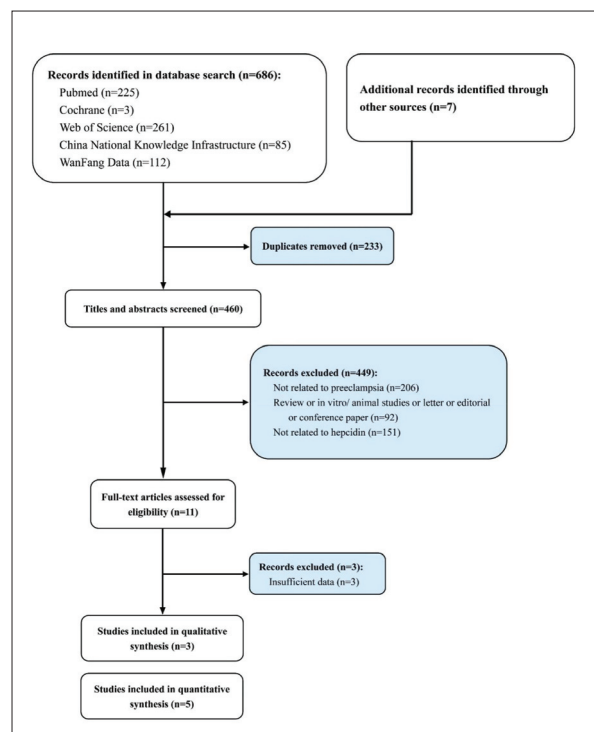 Records identified in database search (n=686):
Pubmed (n=225)
Cochrane (n=3)
Web of Science (n=261)
China National Knowledge Infrastructure (n=85)
WanFang Data (n=112)
Additional records identified through
other sources (n=7)
Duplicates removed (n=233)
Titles and abstracts screened (n=460)
Records excluded (n=449):
Not related to preeclampsia (n=206)
Review or in vitro/ animal studies or letter or editorial
or conference paper (n=92)
Not related to hepcidin (n=151)
Full-text articles assessed for
eligibility (n=11)
Records excluded (n=3):
Insufficient data (n=3)
Studies included in qualitative
synthesis (n=3)
Studies included in quantitative
synthesis (n=5)